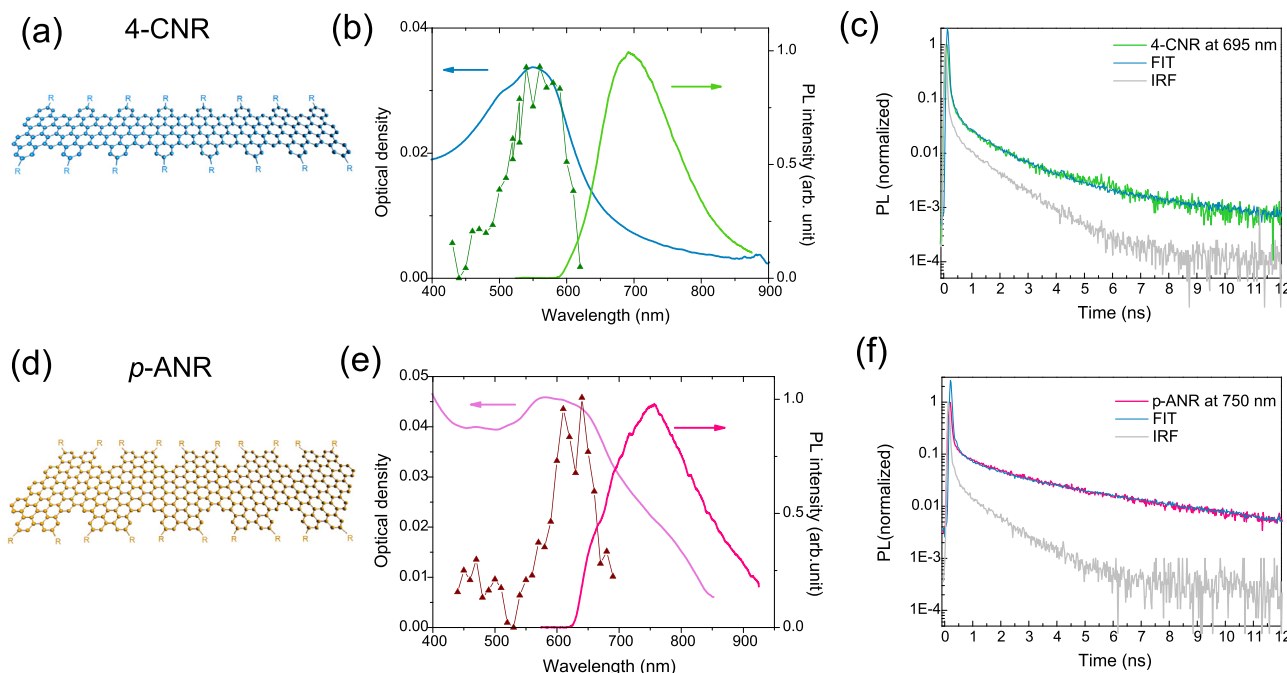 (a)
4-CNR
R R R R R R R
R R R R R R R
(b)
0.04
0.02
0.00
Optical density
400 500 600 700 800 900
Wavelength (nm)
1.0
0.5
0.0
PL intensity (arb. unit)
(c)
4-CNR at 695 nm
FIT
IRF
1
0.1
0.01
1E-3
1E-4
PL (normalized)
0 1 2 3 4 5 6 7 8 9 10 11 12
Time (ns)
(d)
p-ANR
R R R R R R R R R R
R R R R R R R R
(e)
0.05
0.04
0.03
0.02
0.01
0.00
Optical density
400 500 600 700 800 900
Wavelength (nm)
1.0
0.5
0.0
PL intensity (arb.unit)
(f)
p-ANR at 750 nm
FIT
IRF
1
0.1
0.01
1E-3
1E-4
PL(normalized)
0 1 2 3 4 5 6 7 8 9 10 11 12
Time (ns)